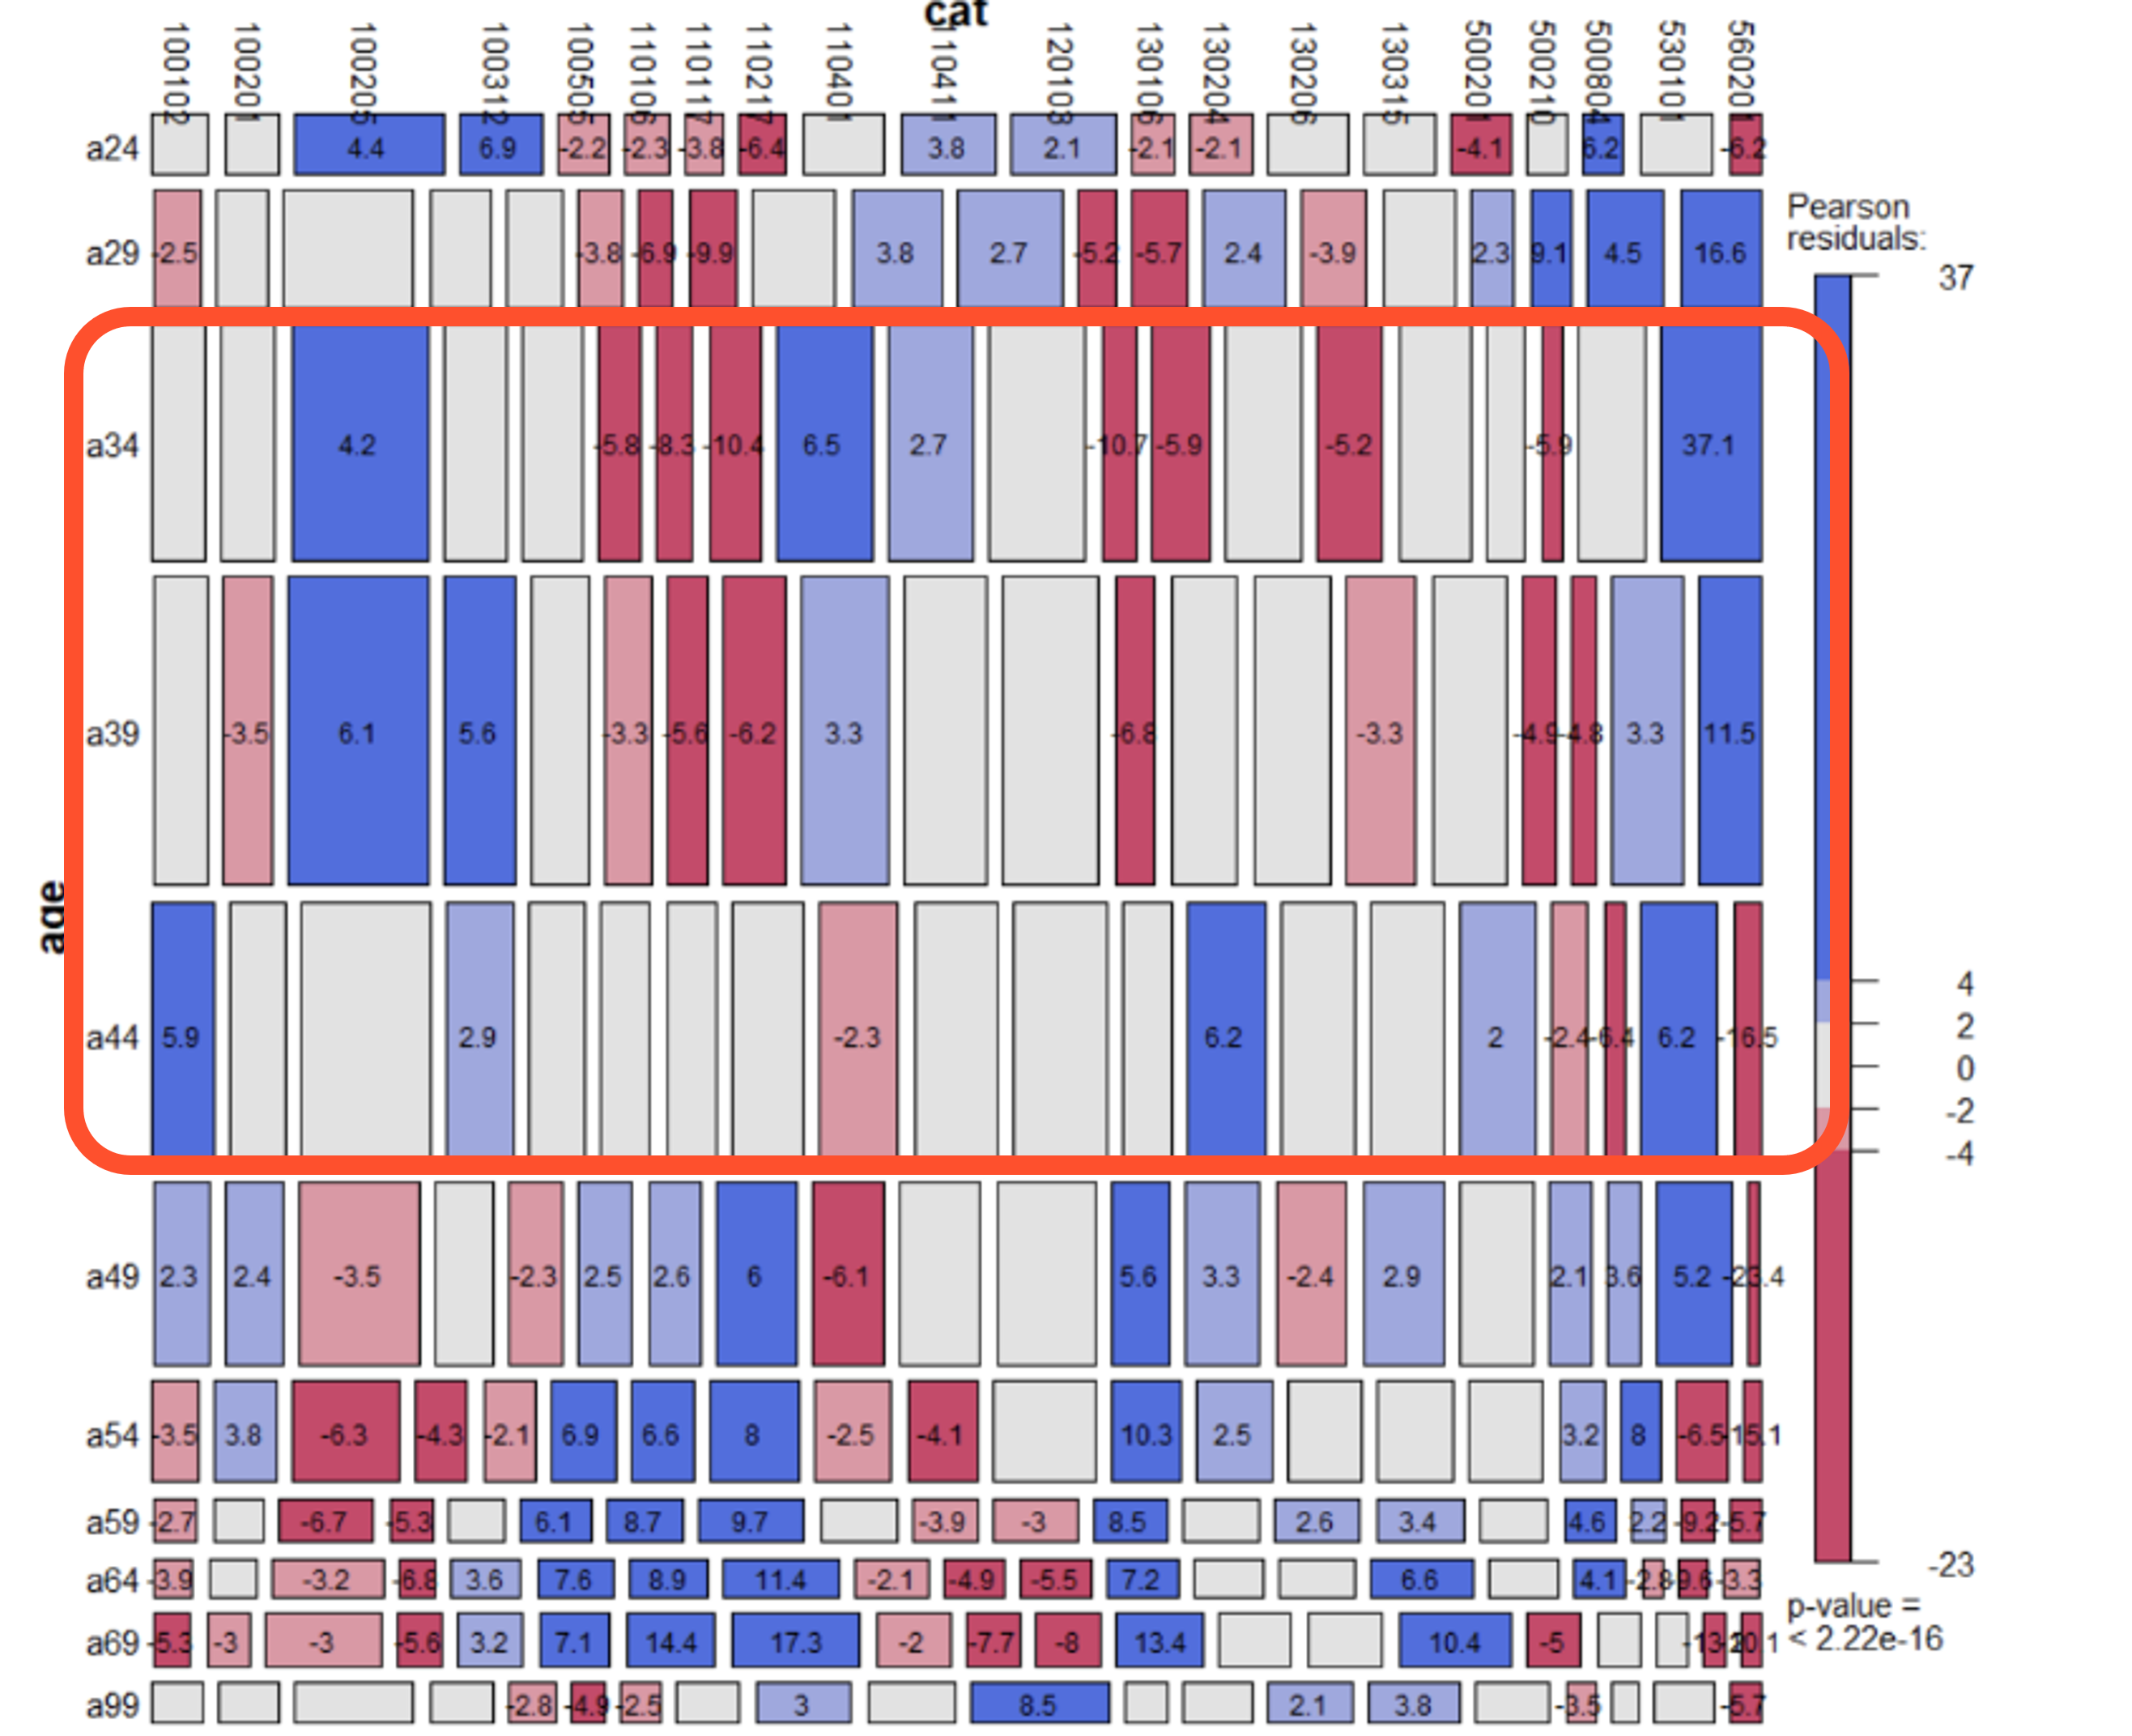 cat
100102 100201 100205 100312 100505 110106 110117 110217 110401 110411 120103 130106 130204 130206 130315 500201 500210 500804 530101 560201
a24 4.4 6.9 -2.2 -2.3 -3.8 -6.4 3.8 2.1 -2.1 -2.1 -4.1 6.2 -6.2
Pearson
residuals:
a29 -2.5 -3.8 -6.9 -9.9 3.8 2.7 -5.2 -5.7 2.4 -3.9 2.3 9.1 4.5 16.6
37
a34 4.2 -5.8 -8.3 -10.4 6.5 2.7 -10.7 -5.9 -5.2 -5.9 37.1
a39 -3.5 6.1 5.6 -3.3 -5.6 -6.2 3.3 -6.8 -3.3 -4.9 -4.8 3.3 11.5
age
4
2
0
-2
-4
a44 5.9 2.9 -2.3 6.2 2 -2.4 -6.4 6.2 -16.5
a49 2.3 2.4 -3.5 -2.3 2.5 2.6 6 -6.1 5.6 3.3 -2.4 2.9 2.1 3.6 5.2 -23.4
a54 -3.5 3.8 -6.3 -4.3 -2.1 6.9 6.6 8 -2.5 -4.1 10.3 2.5 3.2 8 -6.5 -15.1
a59 -2.7 -6.7 -5.3 6.1 8.7 9.7 -3.9 -3 8.5 2.6 3.4 4.6 2.2 -9.2 -5.7
-23
a64 -3.9 -3.2 -6.8 3.6 7.6 8.9 11.4 -2.1 -4.9 -5.5 7.2 6.6 4.1 -2.8 -9.6 -3.3
p-value =
< 2.22e-16
a69 -5.3 -3 -3 -5.6 3.2 7.1 14.4 17.3 -2 -7.7 -8 13.4 10.4 -5
a99 -2.8 -4.9 -2.5 3 8.5 2.1 3.8 -3.5 -5.7